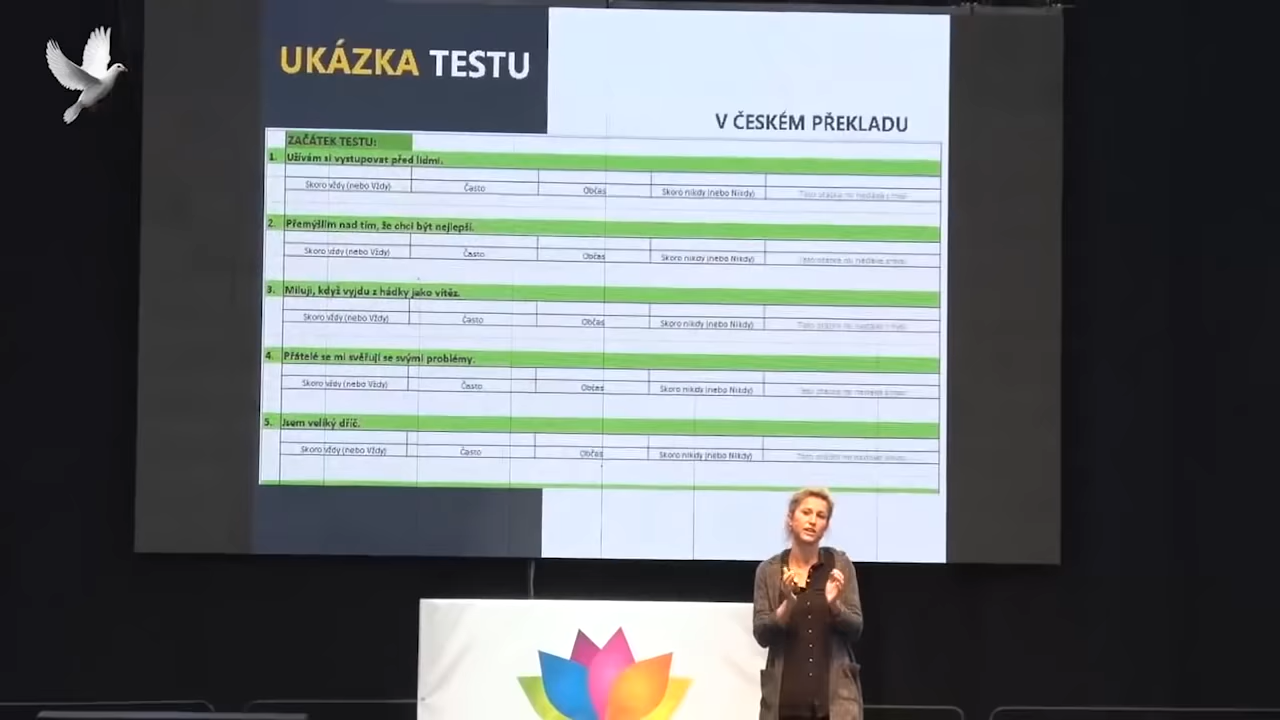 UKÁZKA TESTU
V ČESKÉM PŘEKLADU
ZAČÁTEK TESTU:
1. Užívám si vystupovat před lidmi.
Skoro vždy (nebo Vždy) Často Občas Skoro nikdy (nebo Nikdy)
2. Přemýšlím nad tím, že chci být nejlepší.
Skoro vždy (nebo Vždy) Často Občas Skoro nikdy (nebo Nikdy)
3. Miluji, když vyjdu z hádky jako vítěz.
Skoro vždy (nebo Vždy) Často Občas Skoro nikdy (nebo Nikdy)
4. Přátelé se mi svěřují se svými problémy.
Skoro vždy (nebo Vždy) Často Občas Skoro nikdy (nebo Nikdy)
5. Jsem veliký dříč.
Skoro vždy (nebo Vždy) Často Občas Skoro nikdy (nebo Nikdy)